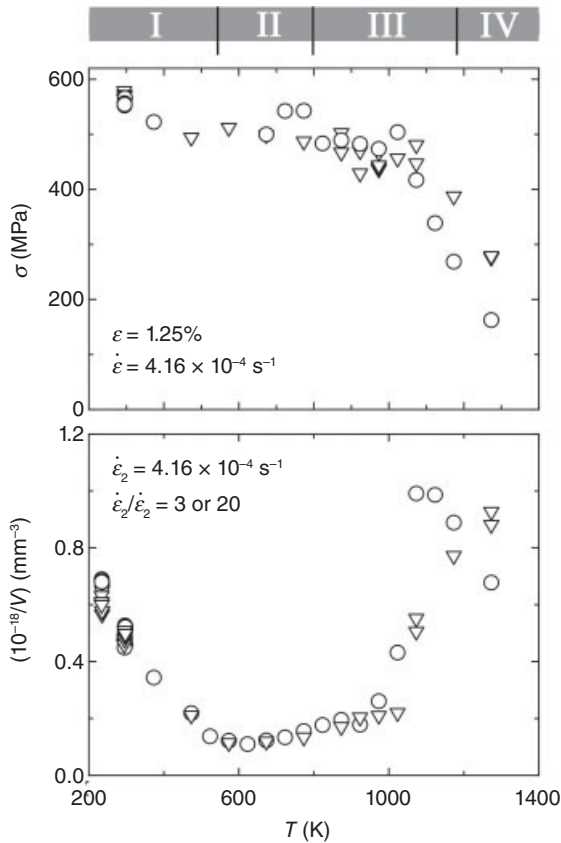 I II III IV
600
400
200
0
σ (MPa)
ε = 1.25%
ε̇ = 4.16 × 10⁻⁴ s⁻¹
1.2
0.8
0.4
0.0
(10⁻¹⁸/V) (mm⁻³)
ε̇₂ = 4.16 × 10⁻⁴ s⁻¹
ε̇₂/ε̇₂ = 3 or 20
200 600 1000 1400
T (K)